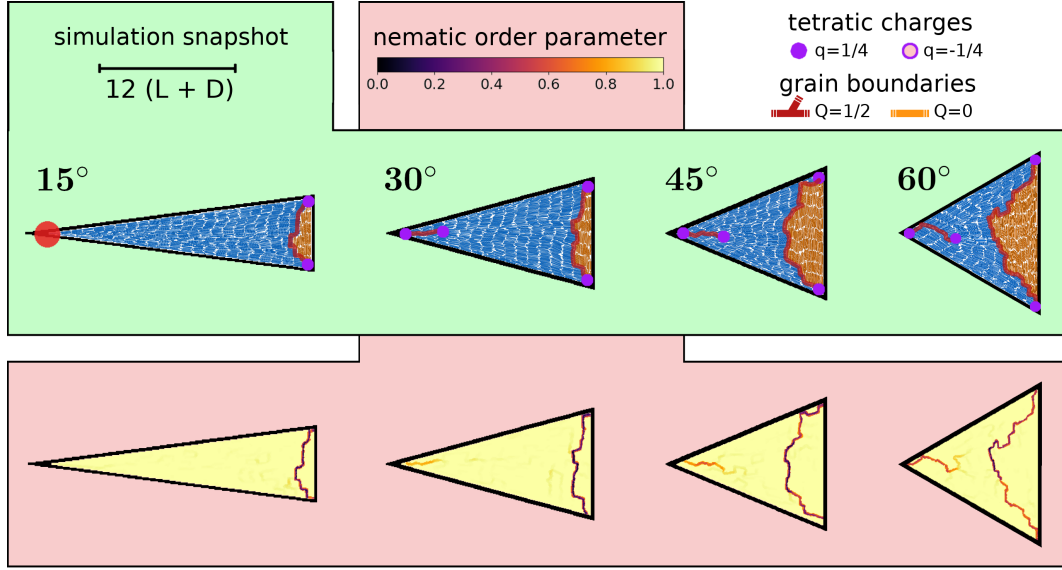 simulation snapshot
12 (L + D)
nematic order parameter
0.0 0.2 0.4 0.6 0.8 1.0
tetratic charges
q=1/4 q=-1/4
grain boundaries
Q=1/2 Q=0
15° 30° 45° 60°